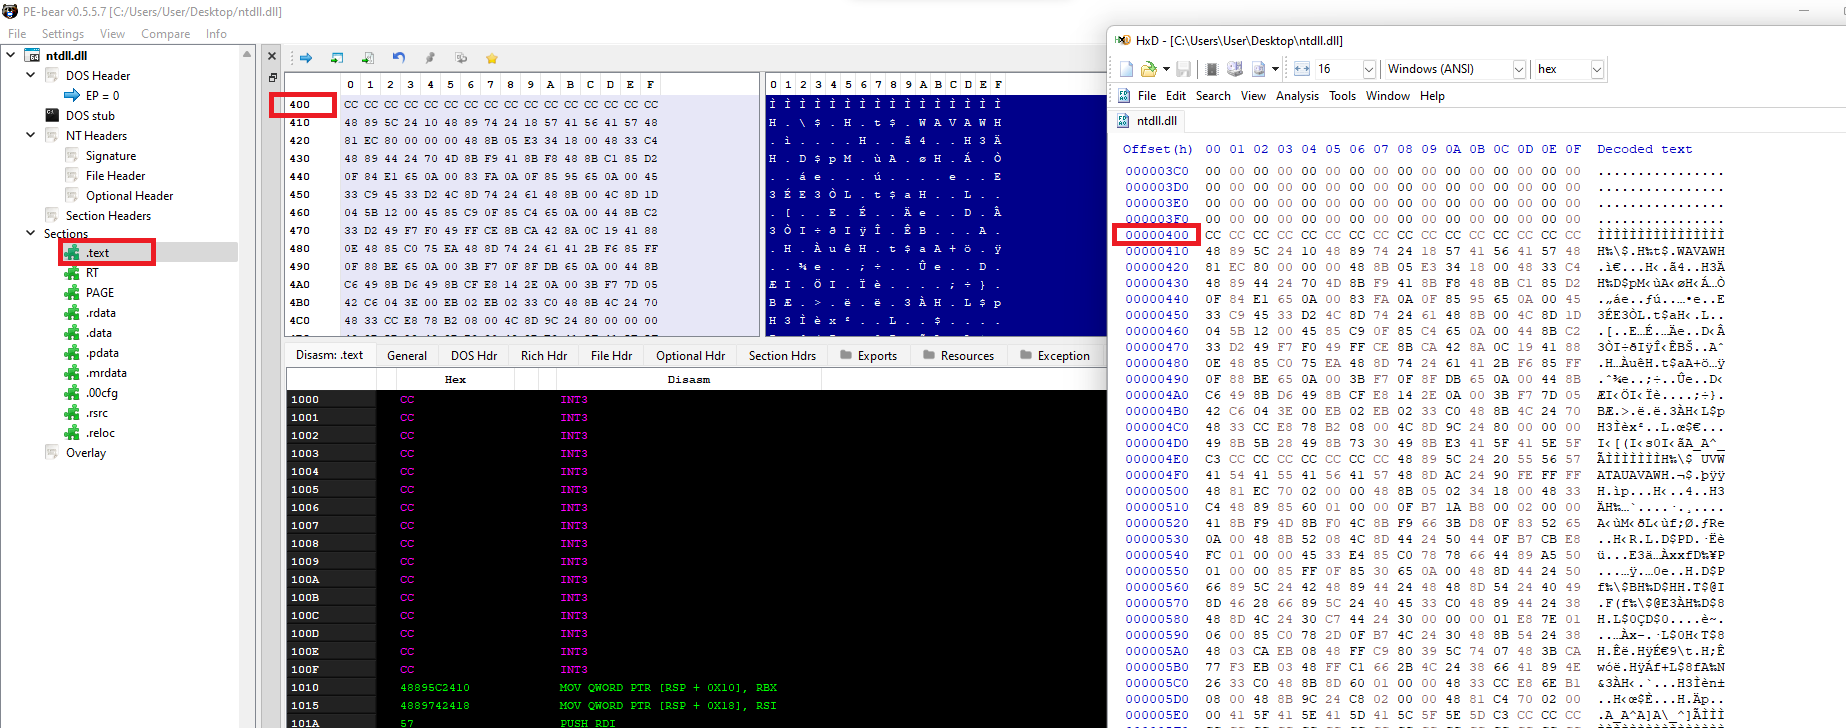 PE-bear v0.5.5.7 [C:/Users/User/Desktop/ntdll.dll]
File Settings View Compare Info
ntdll.dll
DOS Header
EP = 0
DOS stub
NT Headers
Signature
File Header
Optional Header
Section Headers
Sections
.text
RT
PAGE
.rdata
.data
.pdata
.mrdata
.00cfg
.rsrc
.reloc
Overlay
0 1 2 3 4 5 6 7 8 9 A B C D E F
400 CC CC CC CC CC CC CC CC CC CC CC CC CC CC CC CC
410 48 89 5C 24 10 48 89 74 24 18 57 41 56 41 57 48
420 81 EC 80 00 00 00 48 8B 05 E3 34 18 00 48 33 C4
430 48 89 44 24 70 4D 8B F9 41 8B F8 48 8B C1 85 D2
440 0F 84 E1 65 0A 00 83 FA 0A 0F 85 95 65 0A 00 45
450 33 C9 45 33 D2 4C 8D 74 24 61 48 8B 00 4C 8D 1D
460 04 5B 12 00 45 85 C9 0F 85 C4 65 0A 00 44 8B C2
470 33 D2 49 F7 F0 49 FF CE 8B CA 42 8A 0C 19 41 88
480 0E 48 85 C0 75 EA 48 8D 74 24 61 41 2B F6 85 FF
490 0F 88 BE 65 0A 00 3B F7 0F 8F DB 65 0A 00 44 8B
4A0 C6 49 8B D6 49 8B CF E8 14 2E 0A 00 3B F7 7D 05
4B0 42 C6 04 3E 00 EB 02 EB 02 33 C0 48 8B 4C 24 70
4C0 48 33 CC E8 78 B2 08 00 4C 8D 9C 24 80 00 00 00
0 1 2 3 4 5 6 7 8 9 A B C D E F
Ì Ì Ì Ì Ì Ì Ì Ì Ì Ì Ì Ì Ì Ì Ì Ì
H . \ $ . H . t $ . W A V A W H
. ì . . . . H . . ã 4 . . H 3 Ä
H . D $ p M . ù A . ø H . Á . Ò
. . á e . . . ú . . . . e . . E
3 É E 3 Ò L . t $ a H . . L . .
. [ . . E . É . . Ä e . . D . Â
3 Ò I ÷ ð I ÿ Î . Ê B . . . A .
. H . À u ê H . t $ a A + ö . ÿ
. . ¾ e . . ; ÷ . . Û e . . D .
Æ I . Ö I . Ï è . . . . ; ÷ } .
B Æ . > . ë . ë . 3 À H . L $ p
H 3 Ì è x ² . . L . . $ . . . .
Disasm: .text General DOS Hdr Rich Hdr File Hdr Optional Hdr Section Hdrs Exports Resources Exception
Hex Disasm
1000 CC INT3
1001 CC INT3
1002 CC INT3
1003 CC INT3
1004 CC INT3
1005 CC INT3
1006 CC INT3
1007 CC INT3
1008 CC INT3
1009 CC INT3
100A CC INT3
100B CC INT3
100C CC INT3
100D CC INT3
100E CC INT3
100F CC INT3
1010 48895C2410 MOV QWORD PTR [RSP + 0X10], RBX
1015 4889742418 MOV QWORD PTR [RSP + 0X18], RSI
101A 57 PUSH RDI
HxD - [C:\Users\User\Desktop\ntdll.dll]
16 Windows (ANSI) hex
File Edit Search View Analysis Tools Window Help
ntdll.dll
Offset(h) 00 01 02 03 04 05 06 07 08 09 0A 0B 0C 0D 0E 0F Decoded text
000003C0 00 00 00 00 00 00 00 00 00 00 00 00 00 00 00 00 ................
000003D0 00 00 00 00 00 00 00 00 00 00 00 00 00 00 00 00 ................
000003E0 00 00 00 00 00 00 00 00 00 00 00 00 00 00 00 00 ................
000003F0 00 00 00 00 00 00 00 00 00 00 00 00 00 00 00 00 ................
00000400 CC CC CC CC CC CC CC CC CC CC CC CC CC CC CC CC ÌÌÌÌÌÌÌÌÌÌÌÌÌÌÌÌ
00000410 48 89 5C 24 10 48 89 74 24 18 57 41 56 41 57 48 H‰\$.H‰t$.WAVAWH
00000420 81 EC 80 00 00 00 48 8B 05 E3 34 18 00 48 33 C4 .ì€...H‹.ã4..H3Ä
00000430 48 89 44 24 70 4D 8B F9 41 8B F8 48 8B C1 85 D2 H‰D$pM‹ùA‹øH‹Á…Ò
00000440 0F 84 E1 65 0A 00 83 FA 0A 0F 85 95 65 0A 00 45 .„áe..ƒú..…•e..E
00000450 33 C9 45 33 D2 4C 8D 74 24 61 48 8B 00 4C 8D 1D 3ÉE3ÒL.t$aH‹.L..
00000460 04 5B 12 00 45 85 C9 0F 85 C4 65 0A 00 44 8B C2 .[..E…É.…Äe..D‹Â
00000470 33 D2 49 F7 F0 49 FF CE 8B CA 42 8A 0C 19 41 88 3ÒI÷ðIÿÎ‹ÊBŠ..Aˆ
00000480 0E 48 85 C0 75 EA 48 8D 74 24 61 41 2B F6 85 FF .H…ÀuêH.t$aA+ö…ÿ
00000490 0F 88 BE 65 0A 00 3B F7 0F 8F DB 65 0A 00 44 8B .ˆ¾e..;÷..Ûe..D‹
000004A0 C6 49 8B D6 49 8B CF E8 14 2E 0A 00 3B F7 7D 05 ÆI‹ÖI‹Ïè....;÷}.
000004B0 42 C6 04 3E 00 EB 02 EB 02 33 C0 48 8B 4C 24 70 BÆ.>.ë.ë.3ÀH‹L$p
000004C0 48 33 CC E8 78 B2 08 00 4C 8D 9C 24 80 00 00 00 H3Ìèx²..L.œ$€...
000004D0 49 8B 5B 28 49 8B 73 30 49 8B E3 41 5F 41 5E 5F I‹[(I‹s0I‹ãA_A^_
000004E0 C3 CC CC CC CC CC CC CC 48 89 5C 24 20 55 56 57 ÃÌÌÌÌÌÌÌH‰\$ UVW
000004F0 41 54 41 55 41 56 41 57 48 8D AC 24 90 FE FF FF ATAUAVAWH.¬$.þÿÿ
00000500 48 81 EC 70 02 00 00 48 8B 05 02 34 18 00 48 33 H.ìp...H‹..4..H3
00000510 C4 48 89 85 60 01 00 00 0F B7 1A B8 00 02 00 00 ÄH‰…`....·.¸....
00000520 41 8B F9 4D 8B F0 4C 8B F9 66 3B D8 0F 83 52 65 A‹ùM‹ðL‹ùf;Ø.ƒRe
00000530 0A 00 48 8B 52 08 4C 8D 44 24 50 44 0F B7 CB E8 ..H‹R.L.D$PD.·Ëè
00000540 FC 01 00 00 45 33 E4 85 C0 78 78 66 44 89 A5 50 ü...E3ä…ÀxxfD‰¥P
00000550 01 00 00 85 FF 0F 85 30 65 0A 00 48 8D 44 24 50 ...…ÿ.…0e..H.D$P
00000560 66 89 5C 24 42 48 89 44 24 48 48 8D 54 24 40 49 f‰\$BH‰D$HH.T$@I
00000570 8D 46 28 66 89 5C 24 40 45 33 C0 48 89 44 24 38 .F(f‰\$@E3ÀH‰D$8
00000580 48 8D 4C 24 30 C7 44 24 30 00 00 00 01 E8 7E 01 H.L$0ÇD$0....è~.
00000590 06 00 85 C0 78 2D 0F B7 4C 24 30 48 8B 54 24 38 ..…Àx-.·L$0H‹T$8
000005A0 48 03 CA EB 08 48 FF C9 80 39 5C 74 07 48 3B CA H.Êë.HÿÉ€9\t.H;Ê
000005B0 77 F3 EB 03 48 FF C1 66 2B 4C 24 38 66 41 89 4E wóë.HÿÁf+L$8fA‰N
000005C0 26 33 C0 48 8B 8D 60 01 00 00 48 33 CC E8 6E B1 &3ÀH‹.`...H3Ìèn±
000005D0 08 00 48 8B 9C 24 C8 02 00 00 48 81 C4 70 02 00 ..H‹œ$È...H.Äp..
000005E0 00 41 5F 41 5E 41 5D 41 5C 5F 5E 5D C3 CC CC CC .A_A^A]A\_^]ÃÌÌÌ